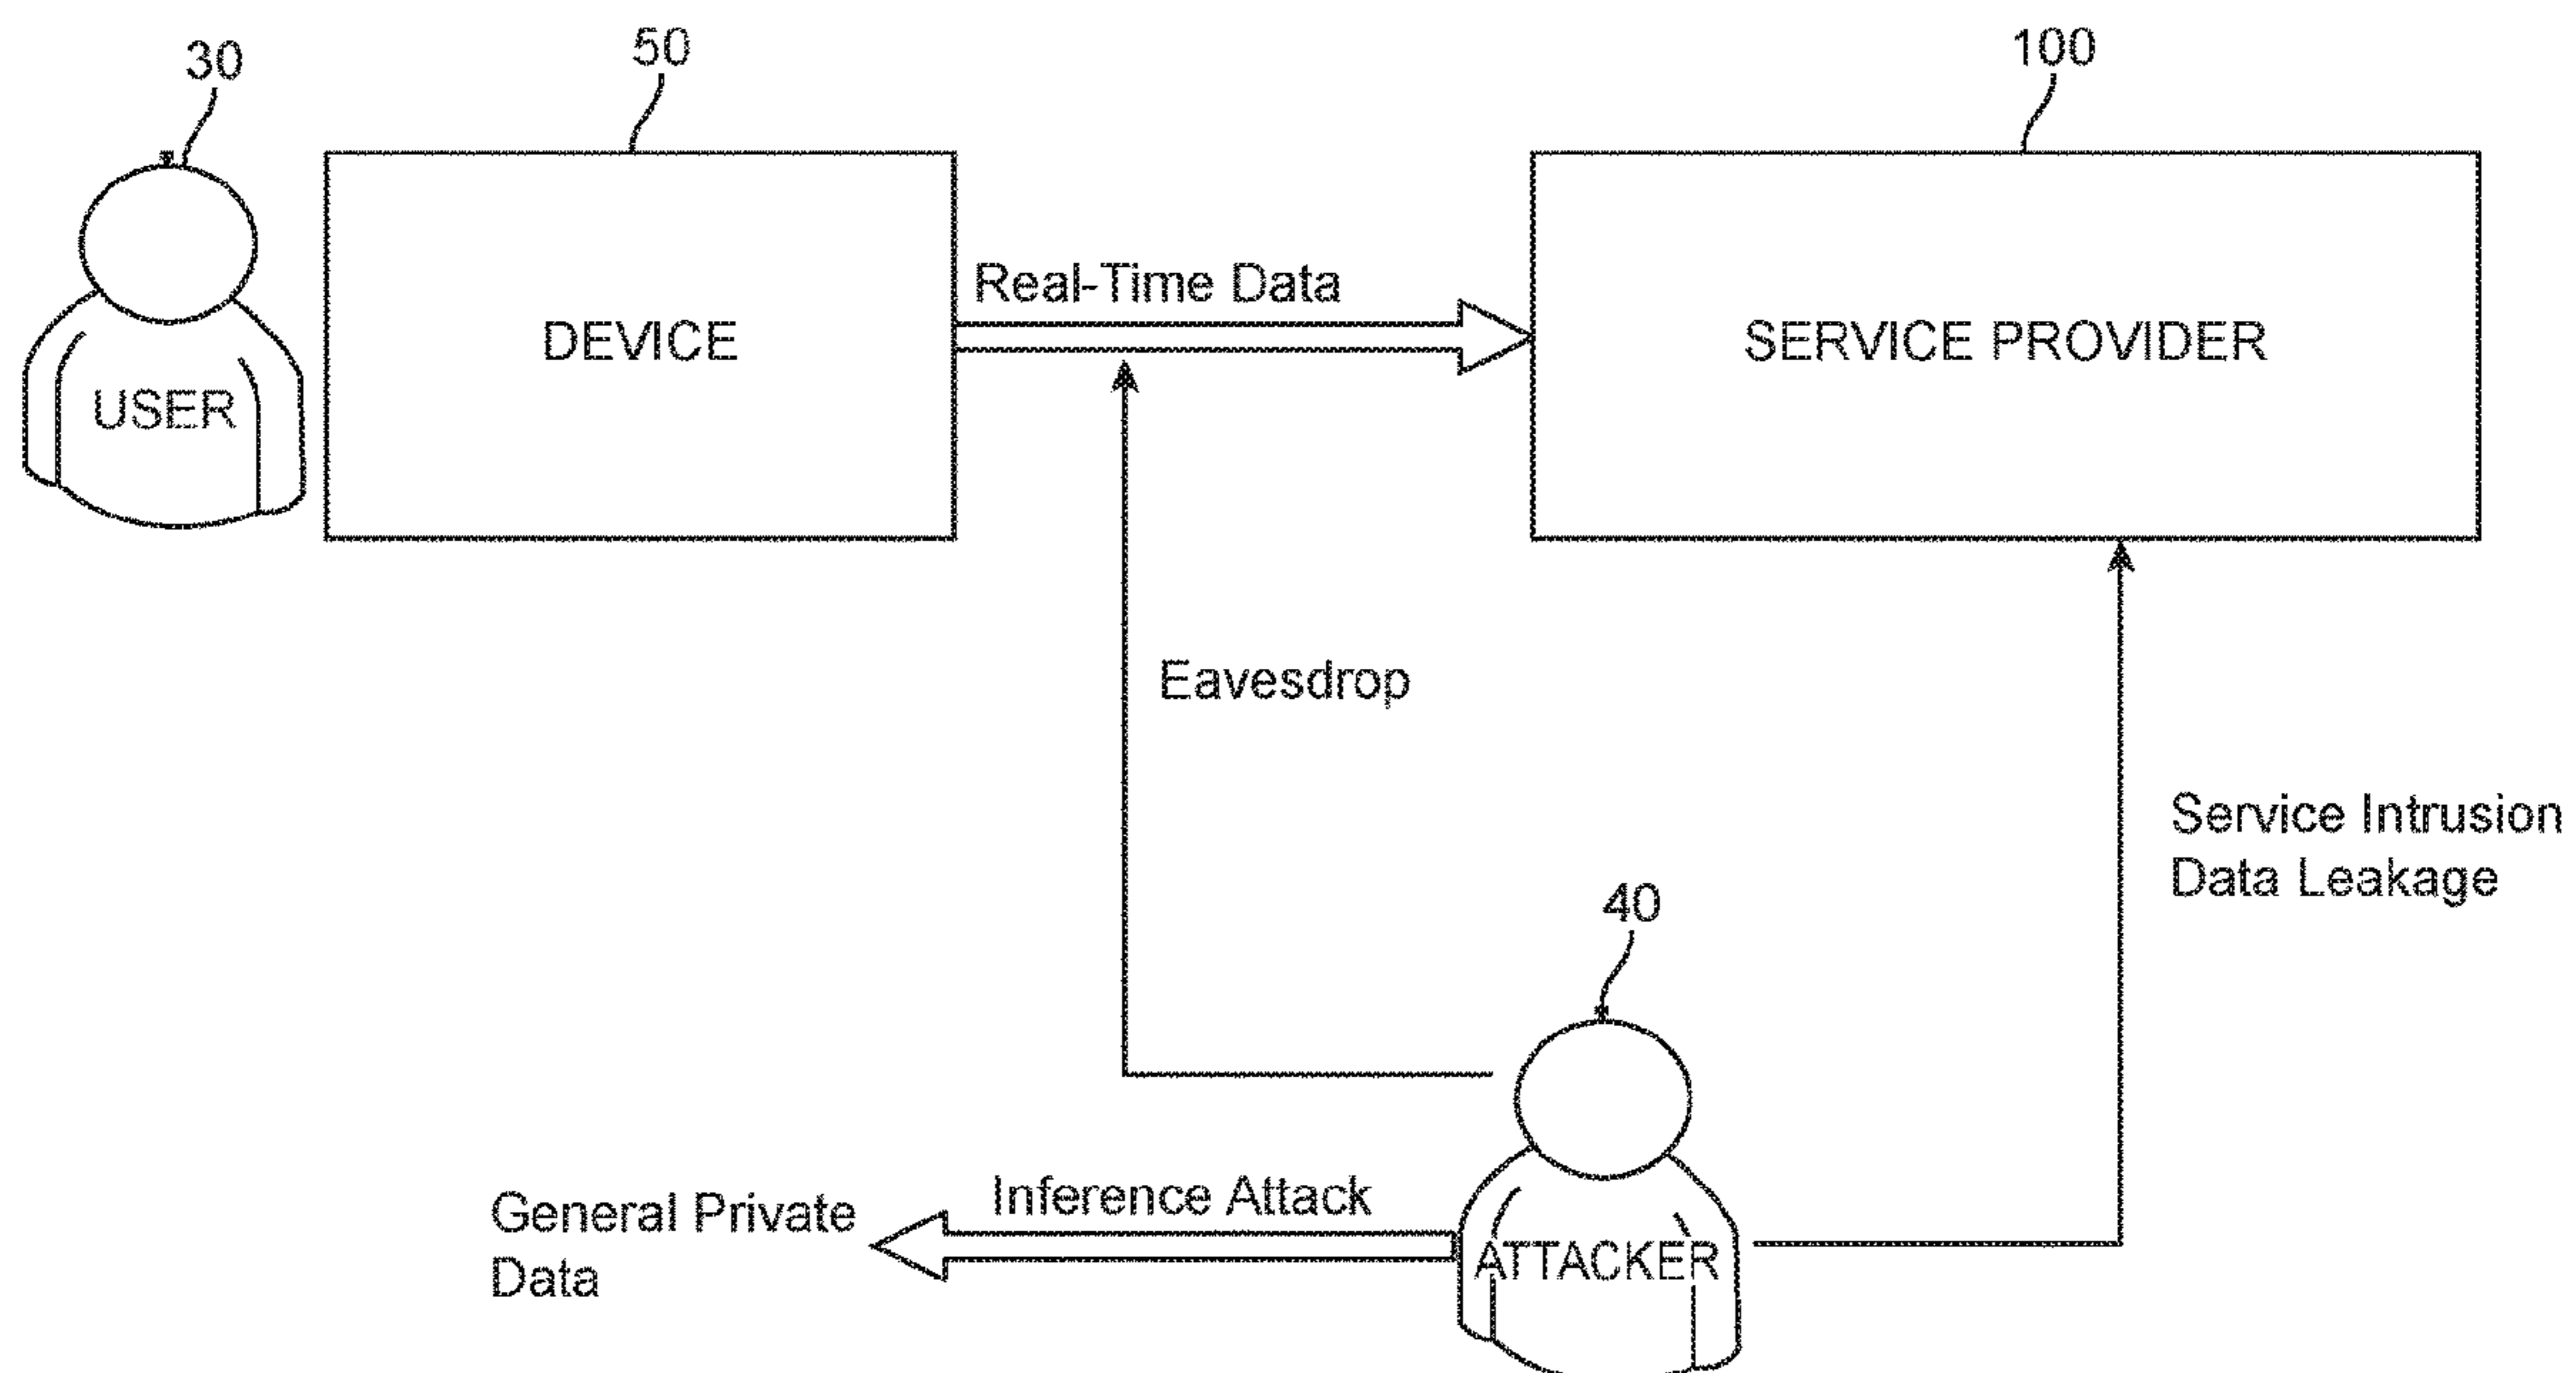 30
50
100
USER
DEVICE
Real-Time Data
SERVICE PROVIDER
Eavesdrop
Service Intrusion
Data Leakage
40
Inference Attack
General Private
Data
ATTACKER